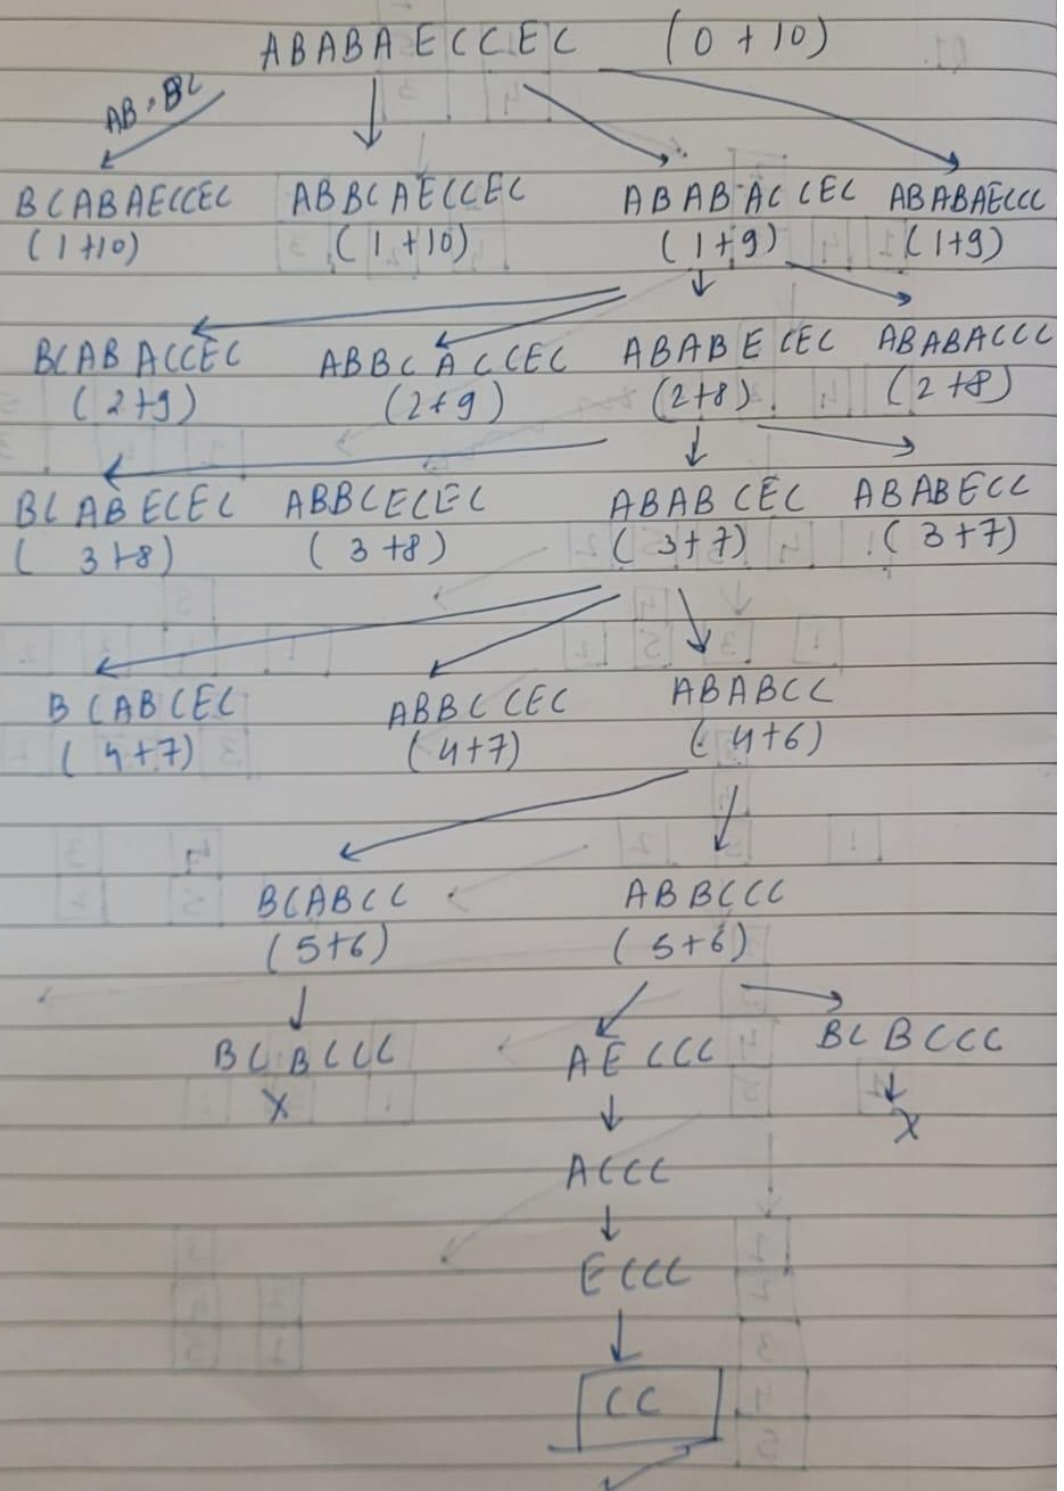 ABABAECCEC (0+10)
AB, BC
BCABAECCEC ABBCAECCEC ABABACCEC ABABAECCC
(1+10) (1+10) (1+9) (1+9)
BCABACCEC ABBCACCEC ABABECEC ABABACCC
(2+9) (2+9) (2+8) (2+8)
BCABECEC ABBCECEC ABABCEC ABABECC
(3+8) (3+8) (3+7) (3+7)
BCABCEC ABBCCEC ABABCC
(4+7) (4+7) (4+6)
BCABCC ABBCCC
(5+6) (5+6)
BCBCCC AECCC BCBCCC
X X
ACCC
ECCC
CC